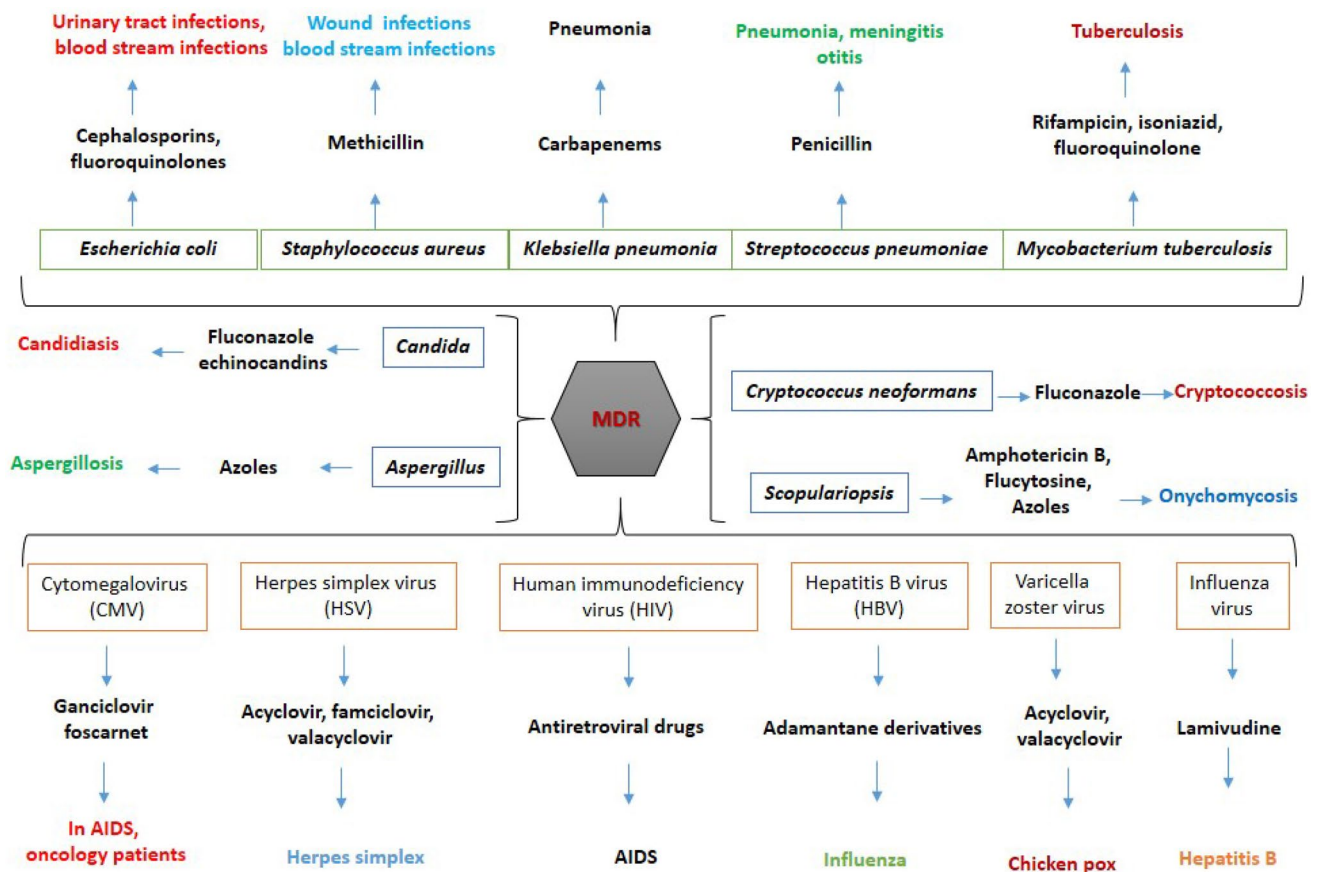 Urinary tract infections,
blood stream infections
Wound infections
blood stream infections
Pneumonia
Pneumonia, meningitis
otitis
Tuberculosis
Cephalosporins,
fluoroquinolones
Methicillin
Carbapenems
Penicillin
Rifampicin, isoniazid,
fluoroquinolone
Escherichia coli
Staphylococcus aureus
Klebsiella pneumonia
Streptococcus pneumoniae
Mycobacterium tuberculosis
Candidiasis
Fluconazole
echinocandins
Candida
Aspergillosis
Azoles
Aspergillus
MDR
Cryptococcus neoformans
Fluconazole
Cryptococcosis
Scopulariopsis
Amphotericin B,
Flucytosine,
Azoles
Onychomycosis
Cytomegalovirus
(CMV)
Herpes simplex virus
(HSV)
Human immunodeficiency
virus (HIV)
Hepatitis B virus
(HBV)
Varicella
zoster virus
Influenza
virus
Ganciclovir
foscarnet
Acyclovir, famciclovir,
valacyclovir
Antiretroviral drugs
Adamantane derivatives
Acyclovir,
valacyclovir
Lamivudine
In AIDS,
oncology patients
Herpes simplex
AIDS
Influenza
Chicken pox
Hepatitis B